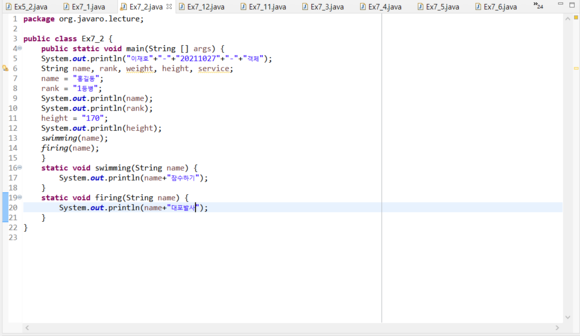 Ex5_2.java Ex7_1.java Ex7_2.java Ex7_12.java Ex7_11.java Ex7_3.java Ex7_4.java Ex7_5.java Ex7_6.java "24
1 package org.javaro.lecture;
2
3 public class Ex7_2 {
4 public static void main(String [] args) {
5 System.out.println("이재호"+"-"+"20211027"+"-"+"객체");
6 String name, rank, weight, height, service;
7 name = "홍길동";
8 rank = "1등병";
9 System.out.println(name);
10 System.out.println(rank);
11 height = "170";
12 System.out.println(height);
13 swimming(name);
14 firing(name);
15 }
16 static void swimming(String name) {
17 System.out.println(name+"잠수하기");
18 }
19 static void firing(String name) {
20 System.out.println(name+"대포발사");
21 }
22 }
23